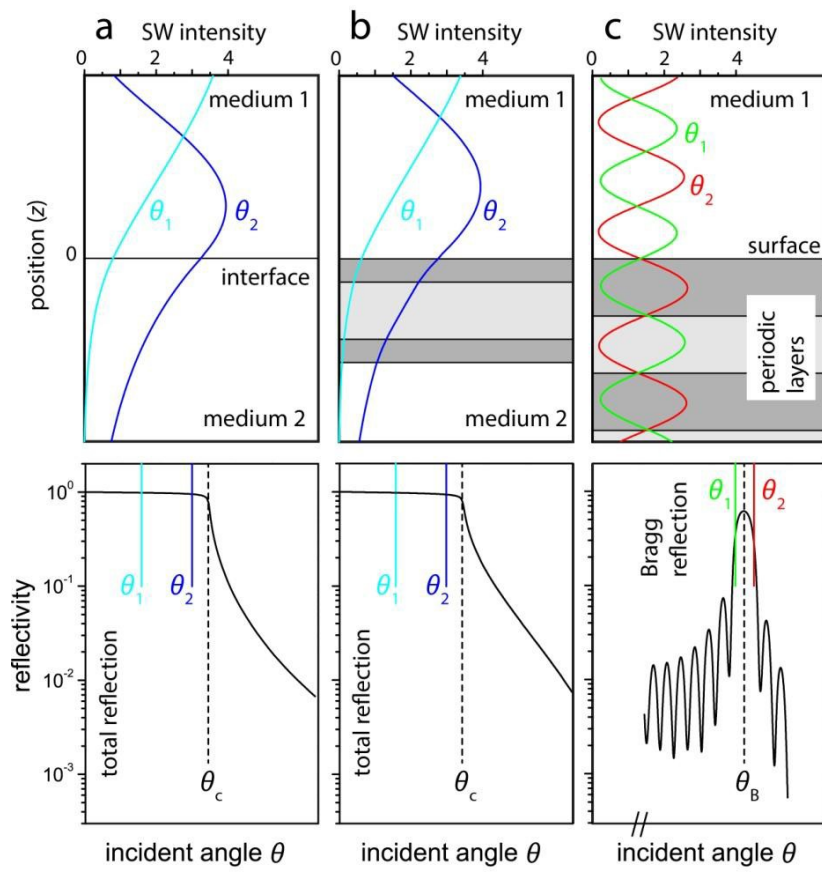 a
b
c
SW intensity
SW intensity
SW intensity
0 2 4
0 2 4
0 2 4
medium 1
medium 1
medium 1
θ1
θ2
θ1
θ2
θ1
θ2
position (z)
0
interface
surface
periodic
layers
medium 2
medium 2
reflectivity
10^0
10^-1
10^-2
10^-3
θ1
θ2
total reflection
θc
θ1
θ2
total reflection
θc
Bragg
reflection
θ1
θ2
θB
incident angle θ
incident angle θ
incident angle θ